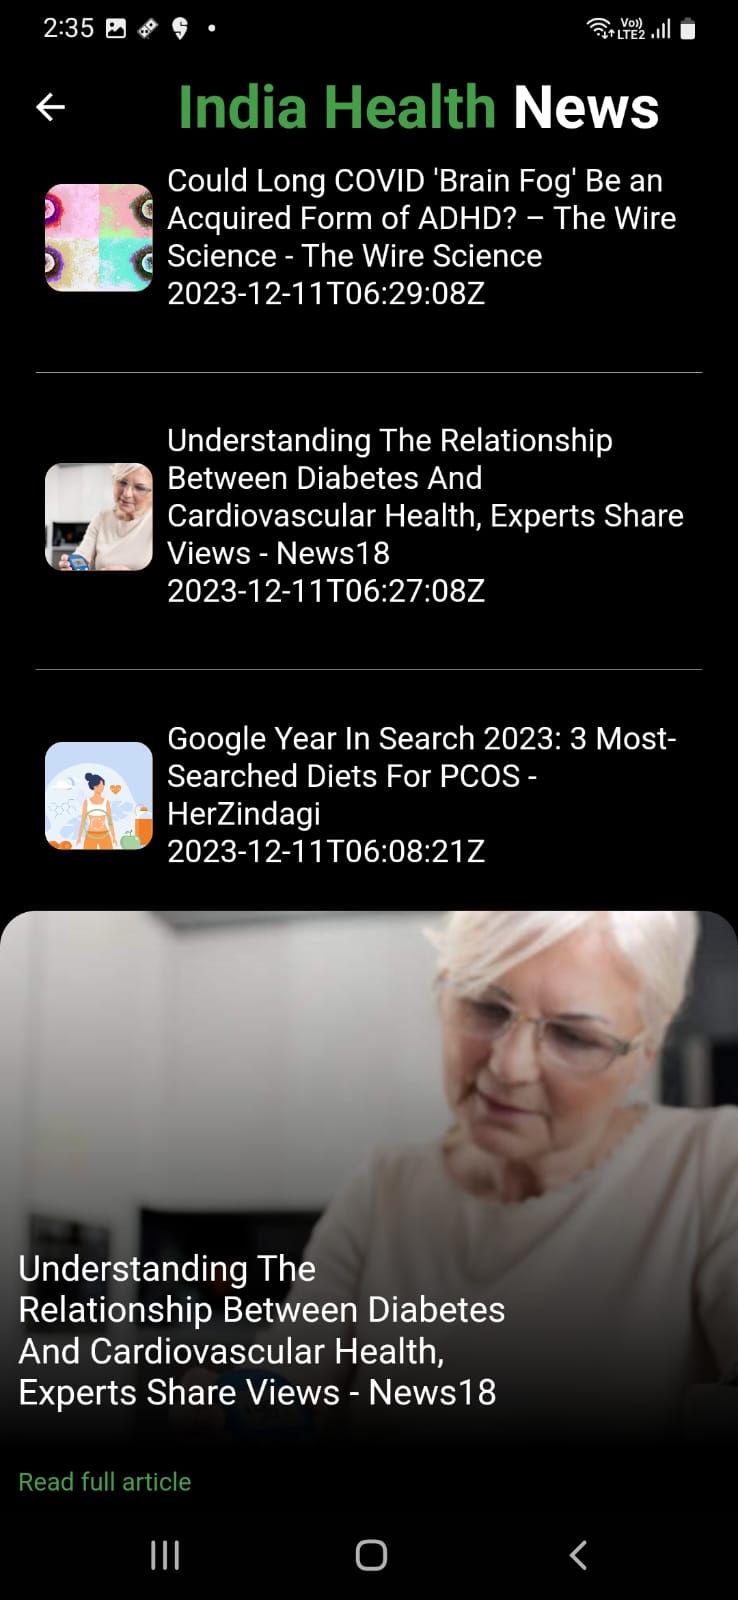 2:35
Vo))
LTE2
India Health News
Could Long COVID 'Brain Fog' Be an
Acquired Form of ADHD? – The Wire
Science - The Wire Science
2023-12-11T06:29:08Z
Understanding The Relationship
Between Diabetes And
Cardiovascular Health, Experts Share
Views - News18
2023-12-11T06:27:08Z
Google Year In Search 2023: 3 Most-
Searched Diets For PCOS -
HerZindagi
2023-12-11T06:08:21Z
Understanding The
Relationship Between Diabetes
And Cardiovascular Health,
Experts Share Views - News18
Read full article